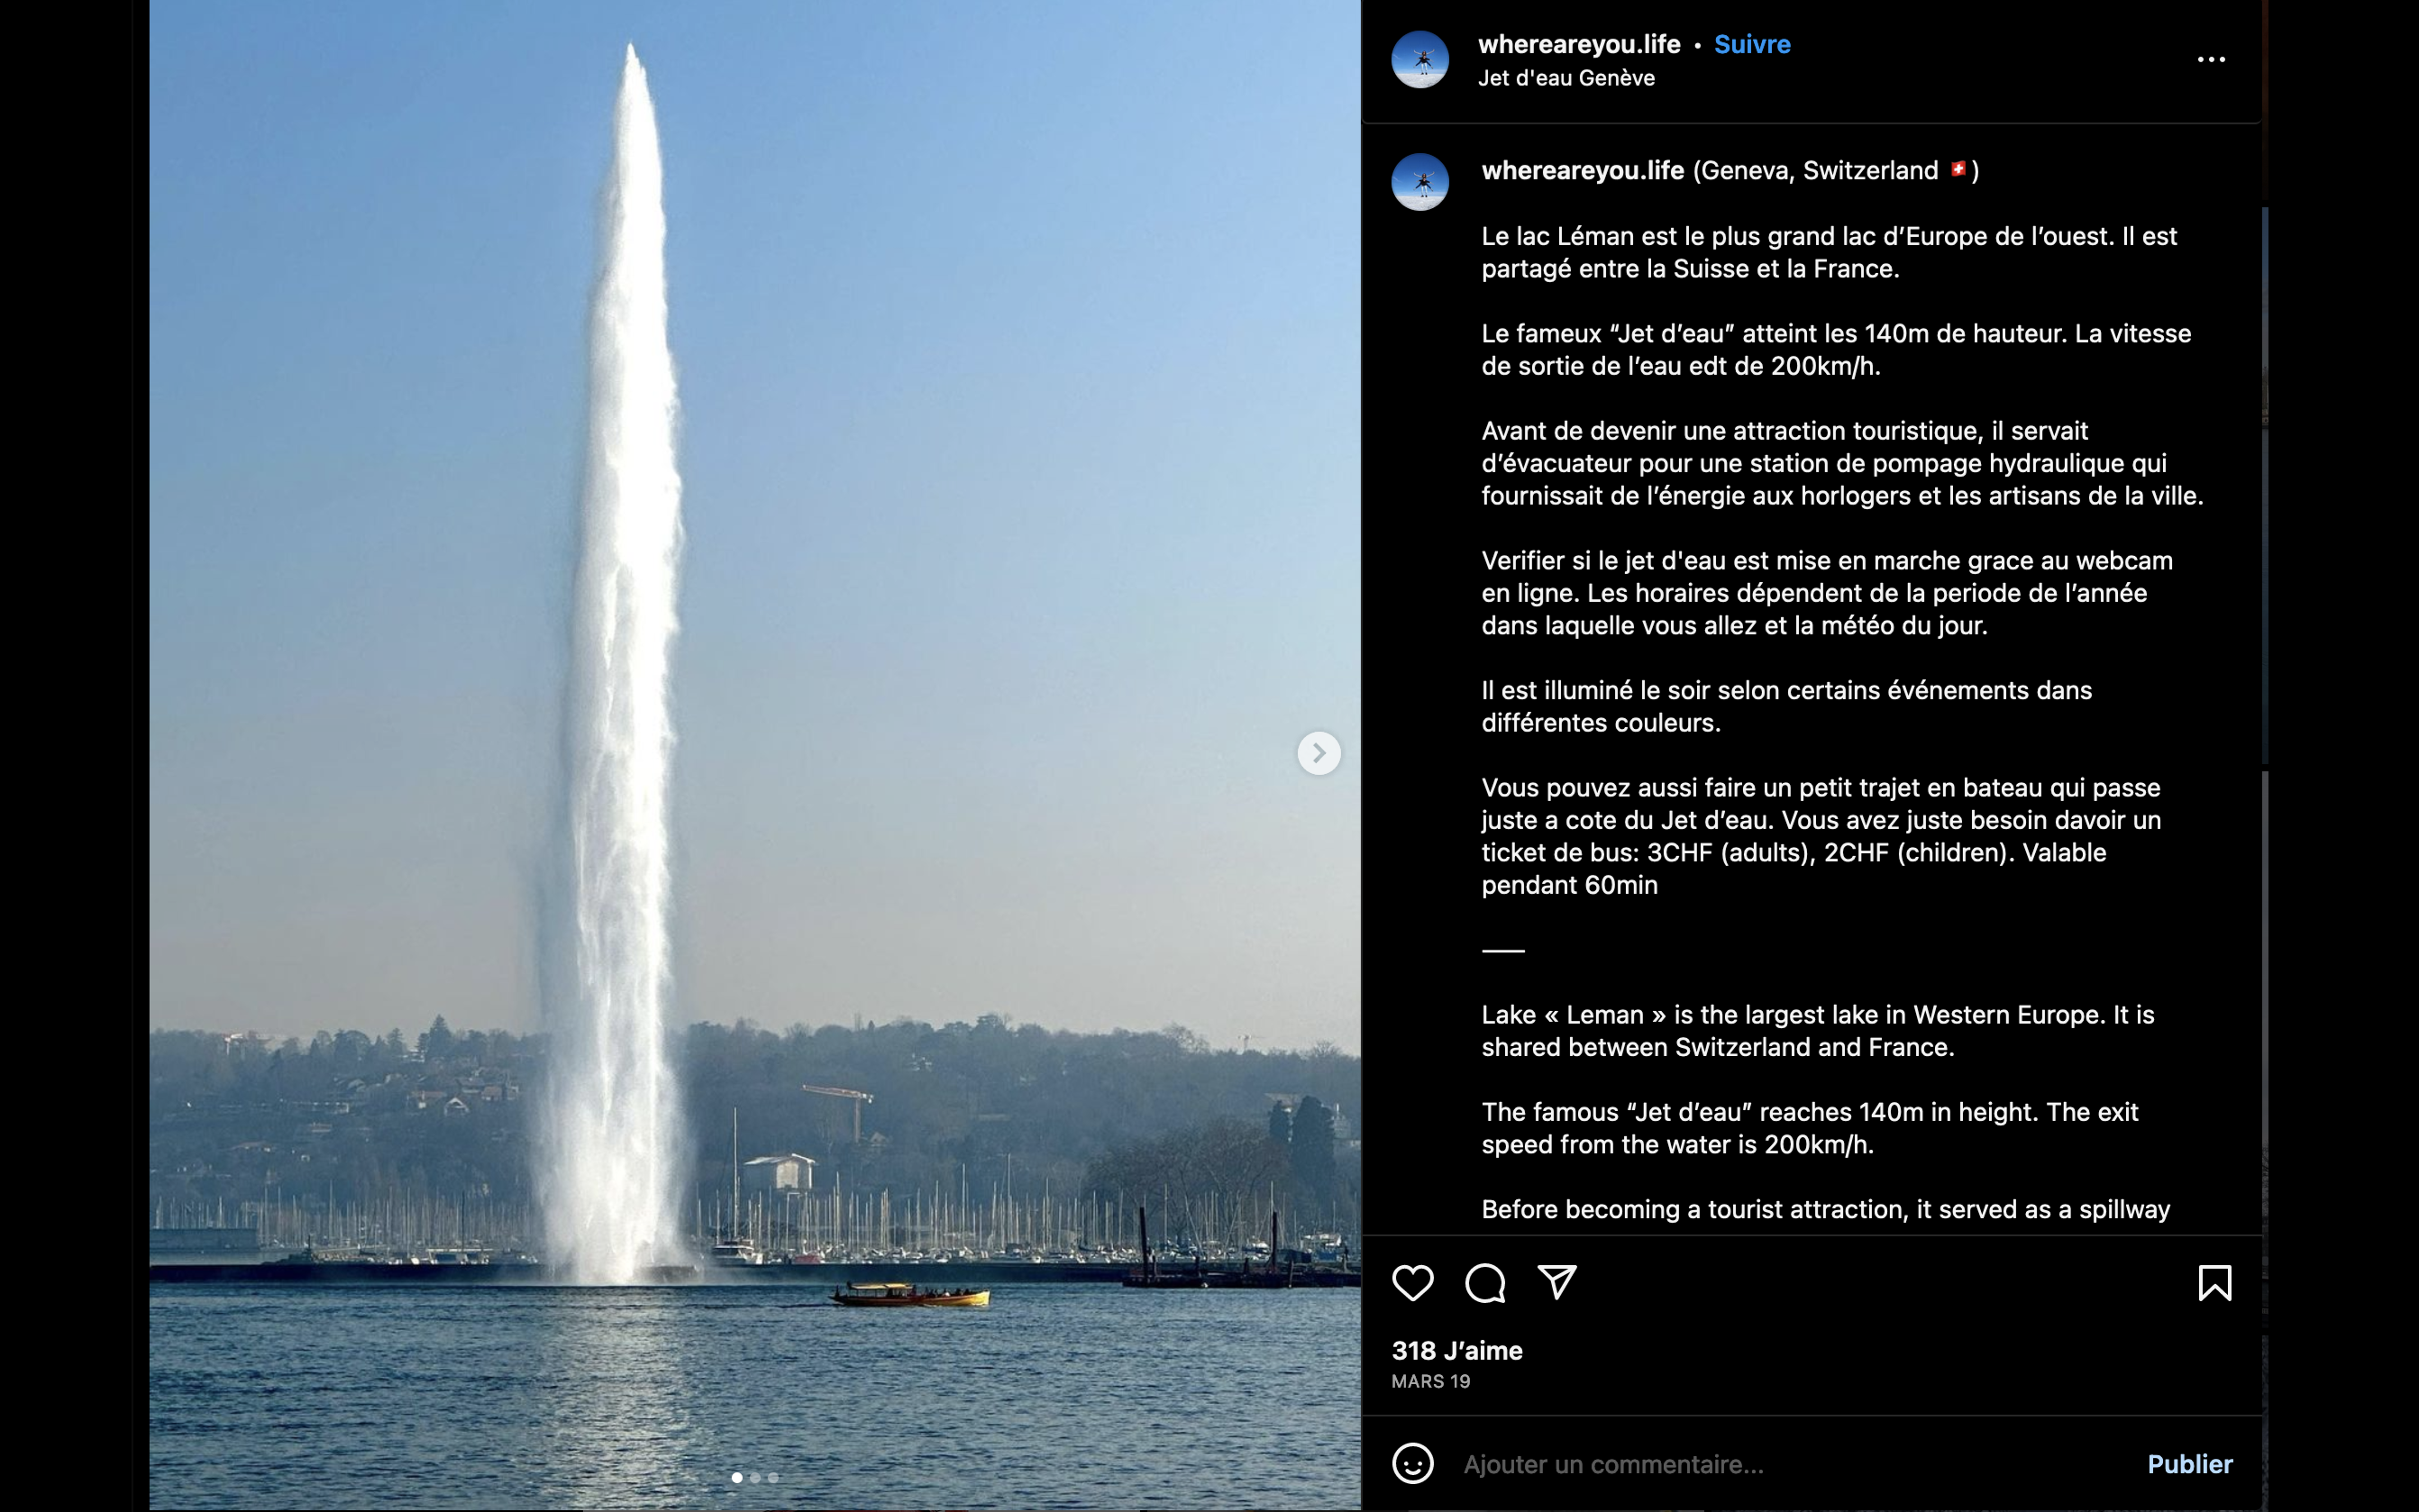 whereareyou.life • Suivre
Jet d'eau Genève
whereareyou.life (Geneva, Switzerland 🇨🇭)
Le lac Léman est le plus grand lac d’Europe de l’ouest. Il est
partagé entre la Suisse et la France.
Le fameux “Jet d’eau” atteint les 140m de hauteur. La vitesse
de sortie de l’eau edt de 200km/h.
Avant de devenir une attraction touristique, il servait
d’évacuateur pour une station de pompage hydraulique qui
fournissait de l’énergie aux horlogers et les artisans de la ville.
Verifier si le jet d'eau est mise en marche grace au webcam
en ligne. Les horaires dépendent de la periode de l’année
dans laquelle vous allez et la météo du jour.
Il est illuminé le soir selon certains événements dans
différentes couleurs.
Vous pouvez aussi faire un petit trajet en bateau qui passe
juste a cote du Jet d’eau. Vous avez juste besoin davoir un
ticket de bus: 3CHF (adults), 2CHF (children). Valable
pendant 60min
___
Lake « Leman » is the largest lake in Western Europe. It is
shared between Switzerland and France.
The famous “Jet d’eau” reaches 140m in height. The exit
speed from the water is 200km/h.
Before becoming a tourist attraction, it served as a spillway
318 J’aime
MARS 19
Ajouter un commentaire...
Publier